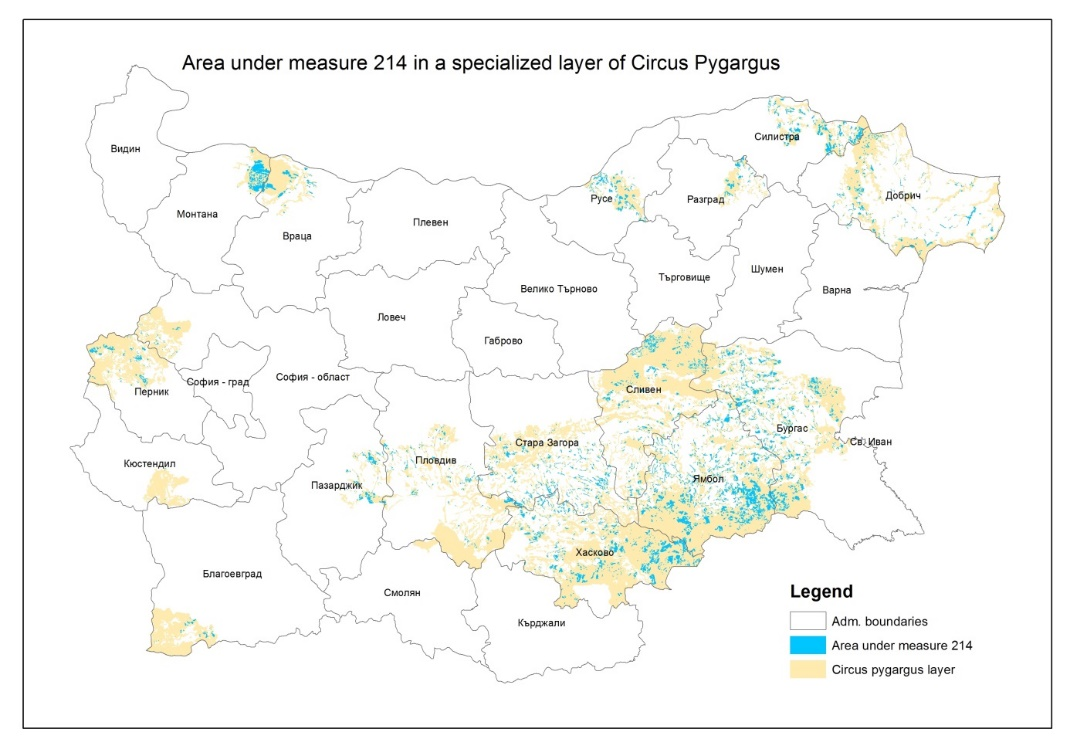 Area under measure 214 in a specialized layer of Circus Pygargus
Видин
Силистра
Монтана
Русе
Разград
Добрич
Враца
Плевен
Търговище
Шумен
Варна
Велико Търново
Ловеч
Габрово
Перник
София - град
София - област
Сливен
Бургас
Св. Иван
Стара Загора
Кюстендил
Пловдив
Пазарджик
Ямбол
Хасково
Благоевград
Смолян
Кърджали
Legend
Adm. boundaries
Area under measure 214
Circus pygargus layer